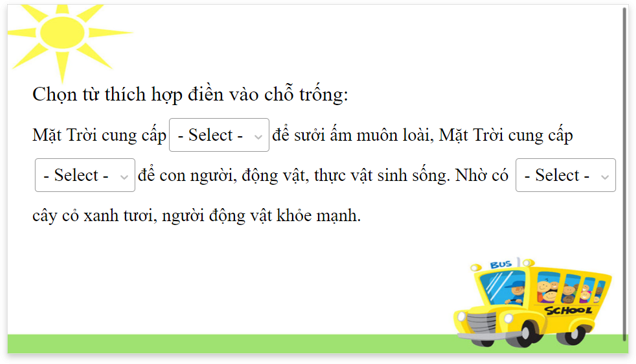 Chọn từ thích hợp điền vào chỗ trống:
Mặt Trời cung cấp - Select - để sưởi ấm muôn loài, Mặt Trời cung cấp
- Select - để con người, động vật, thực vật sinh sống. Nhờ có - Select -
cây cỏ xanh tươi, người động vật khỏe mạnh.
BUS
SCHOOL